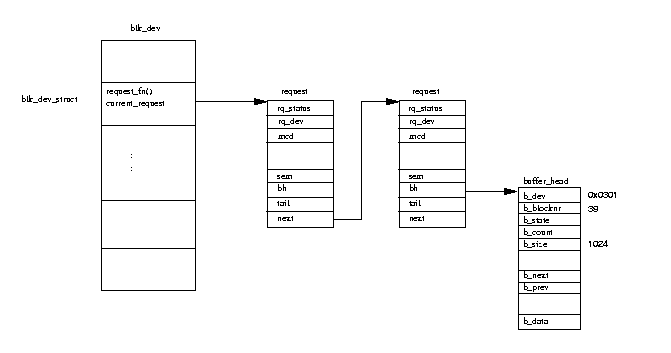 blk_dev
blk_dev_struct
request_fn()
current_request
:
:
request
rq_status
rq_dev
mcd
sem
bh
tail
next
request
rq_status
rq_dev
mcd
sem
bh
tail
next
buffer_head
b_dev 0x0301
b_blocknr 39
b_state
b_count
b_size 1024
b_next
b_prev
b_data